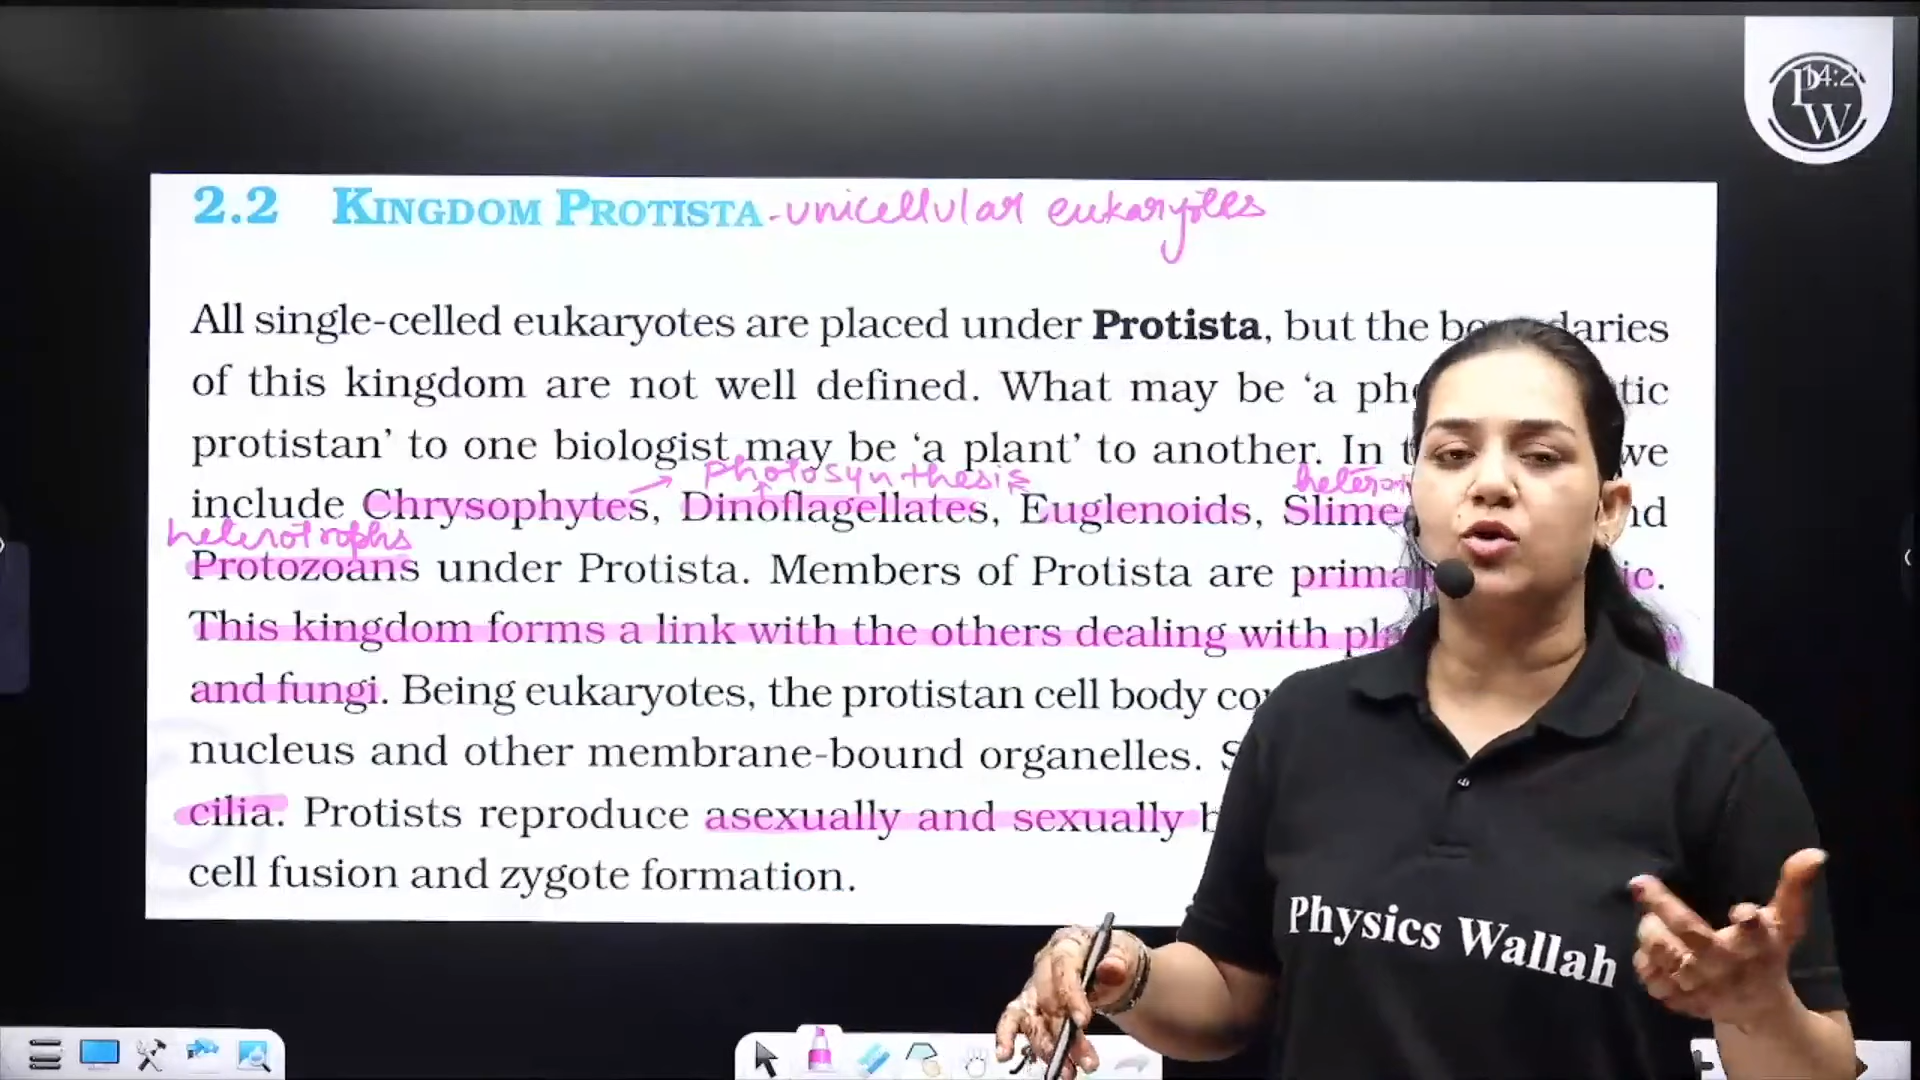 14:2
PW
2.2 KINGDOM PROTISTA - unicellular eukaryotes
All single-celled eukaryotes are placed under Protista, but the
of this kingdom are not well defined. What may be ‘a
protistan’ to one biologist may be ‘a plant’ to another. In we
photosynthesis
include Chrysophytes, Dinoflagellates, Euglenoids, Slime
heterotrophs
Protozoans under Protista. Members of Protista are
This kingdom forms a link with the others dealing with
and fungi. Being eukaryotes, the protistan cell body
nucleus and other membrane-bound organelles.
cilia. Protists reproduce asexually and sexually
cell fusion and zygote formation.
Physics Wallah